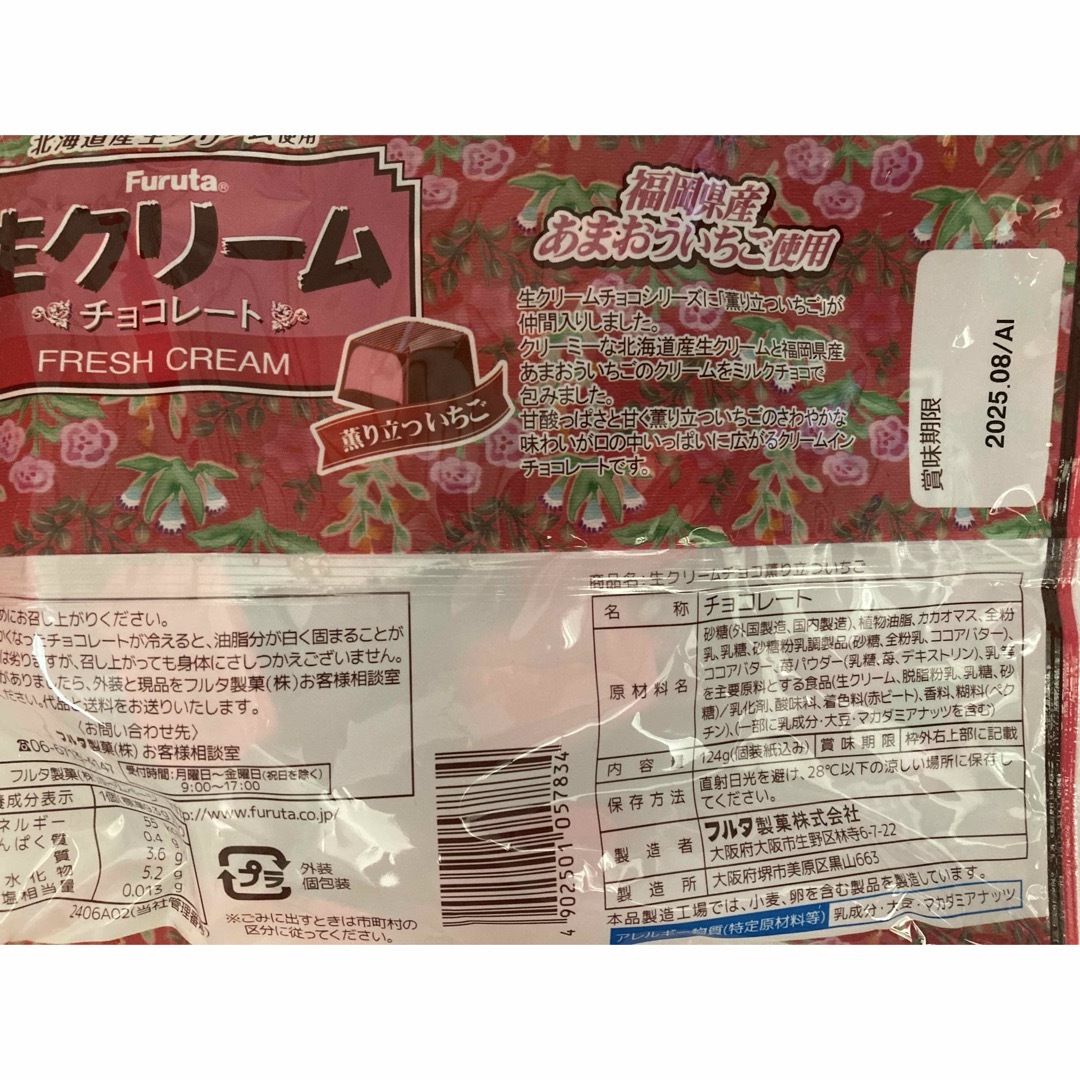 北海道産生クリーム使用
Furuta®
生クリーム
チョコレート
FRESH CREAM
薫り立ついちご
福岡県産
あまおういちご使用
生クリームチョコシリーズに「薫り立ついちご」が
仲間入りしました。
クリーミーな北海道産生クリームと福岡県産
あまおういちごのクリームをミルクチョコで
包みました。
甘酸っぱさと甘く薫り立ついちごのさわやかな
味わいが口の中いっぱいに広がるクリームイン
チョコレートです。
賞味期限
2025.08/AI
めにお召し上がりください。
かくなったチョコレートが冷えると、油脂分が白く固まることが
は劣りますが、召し上がっても身体にさしつかえございません。
がありましたら、外装と現品をフルタ製菓(株)お客様相談室
ださい。代品と送料をお送りいたします。
〈お問い合わせ先〉
フルタ製菓(株)お客様相談室
受付時間:月曜日~金曜日(祝日を除く)
9:00~17:00
フルタ製菓(株)
://www.furuta.co.jp/
養成分表示
1個
ネルギー 55
んぱく質 0.4 g
質 3.6 g
水化物 5.2 g
塩相当量 0.013 g
2406A02(当社管理番
プラ
外装
個包装
※ごみに出すときは市町村の
区分に従ってください。
4902501057834
商品名:生クリームチョコ薫り立ついちご
名称 チョコレート
原材料名 砂糖(外国製造、国内製造)、植物油脂、カカオマス、全粉
乳、乳糖、砂糖粉乳調製品(砂糖、全粉乳、ココアバター)、
ココアバター、苺パウダー(乳糖、苺、デキストリン)、乳等
を主要原料とする食品(生クリーム、脱脂粉乳、乳糖、砂
糖)/乳化剤、酸味料、着色料(赤ビート)、香料、糊料(ペク
チン)、(一部に乳成分・大豆・マカダミアナッツを含む)
内容量 124g(個装紙込み) 賞味期限 枠外右上部に記載
保存方法 直射日光を避け、28℃以下の涼しい場所に保存し
てください。
製造者 フルタ製菓株式会社
大阪府大阪市生野区林寺6-7-22
製造所 大阪府堺市美原区黒山663
本品製造工場では、小麦、卵を含む製品を製造しています。
アレルギー物質(特定原材料等) 乳成分・大豆・マカダミアナッツ